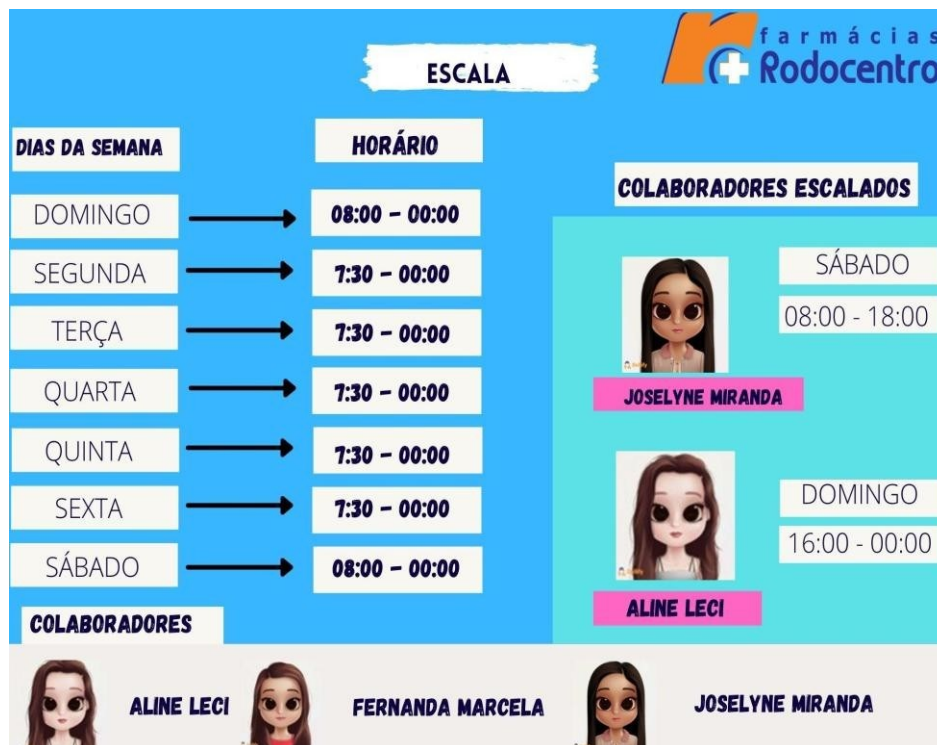 ESCALA
farmácias
Rodocentro
DIAS DA SEMANA
HORÁRIO
DOMINGO
08:00 - 00:00
SEGUNDA
7:30 - 00:00
TERÇA
7:30 - 00:00
QUARTA
7:30 - 00:00
QUINTA
7:30 - 00:00
SEXTA
7:30 - 00:00
SÁBADO
08:00 - 00:00
COLABORADORES ESCALADOS
SÁBADO
08:00 - 18:00
JOSELYNE MIRANDA
DOMINGO
16:00 - 00:00
ALINE LECI
COLABORADORES
ALINE LECI
FERNANDA MARCELA
JOSELYNE MIRANDA